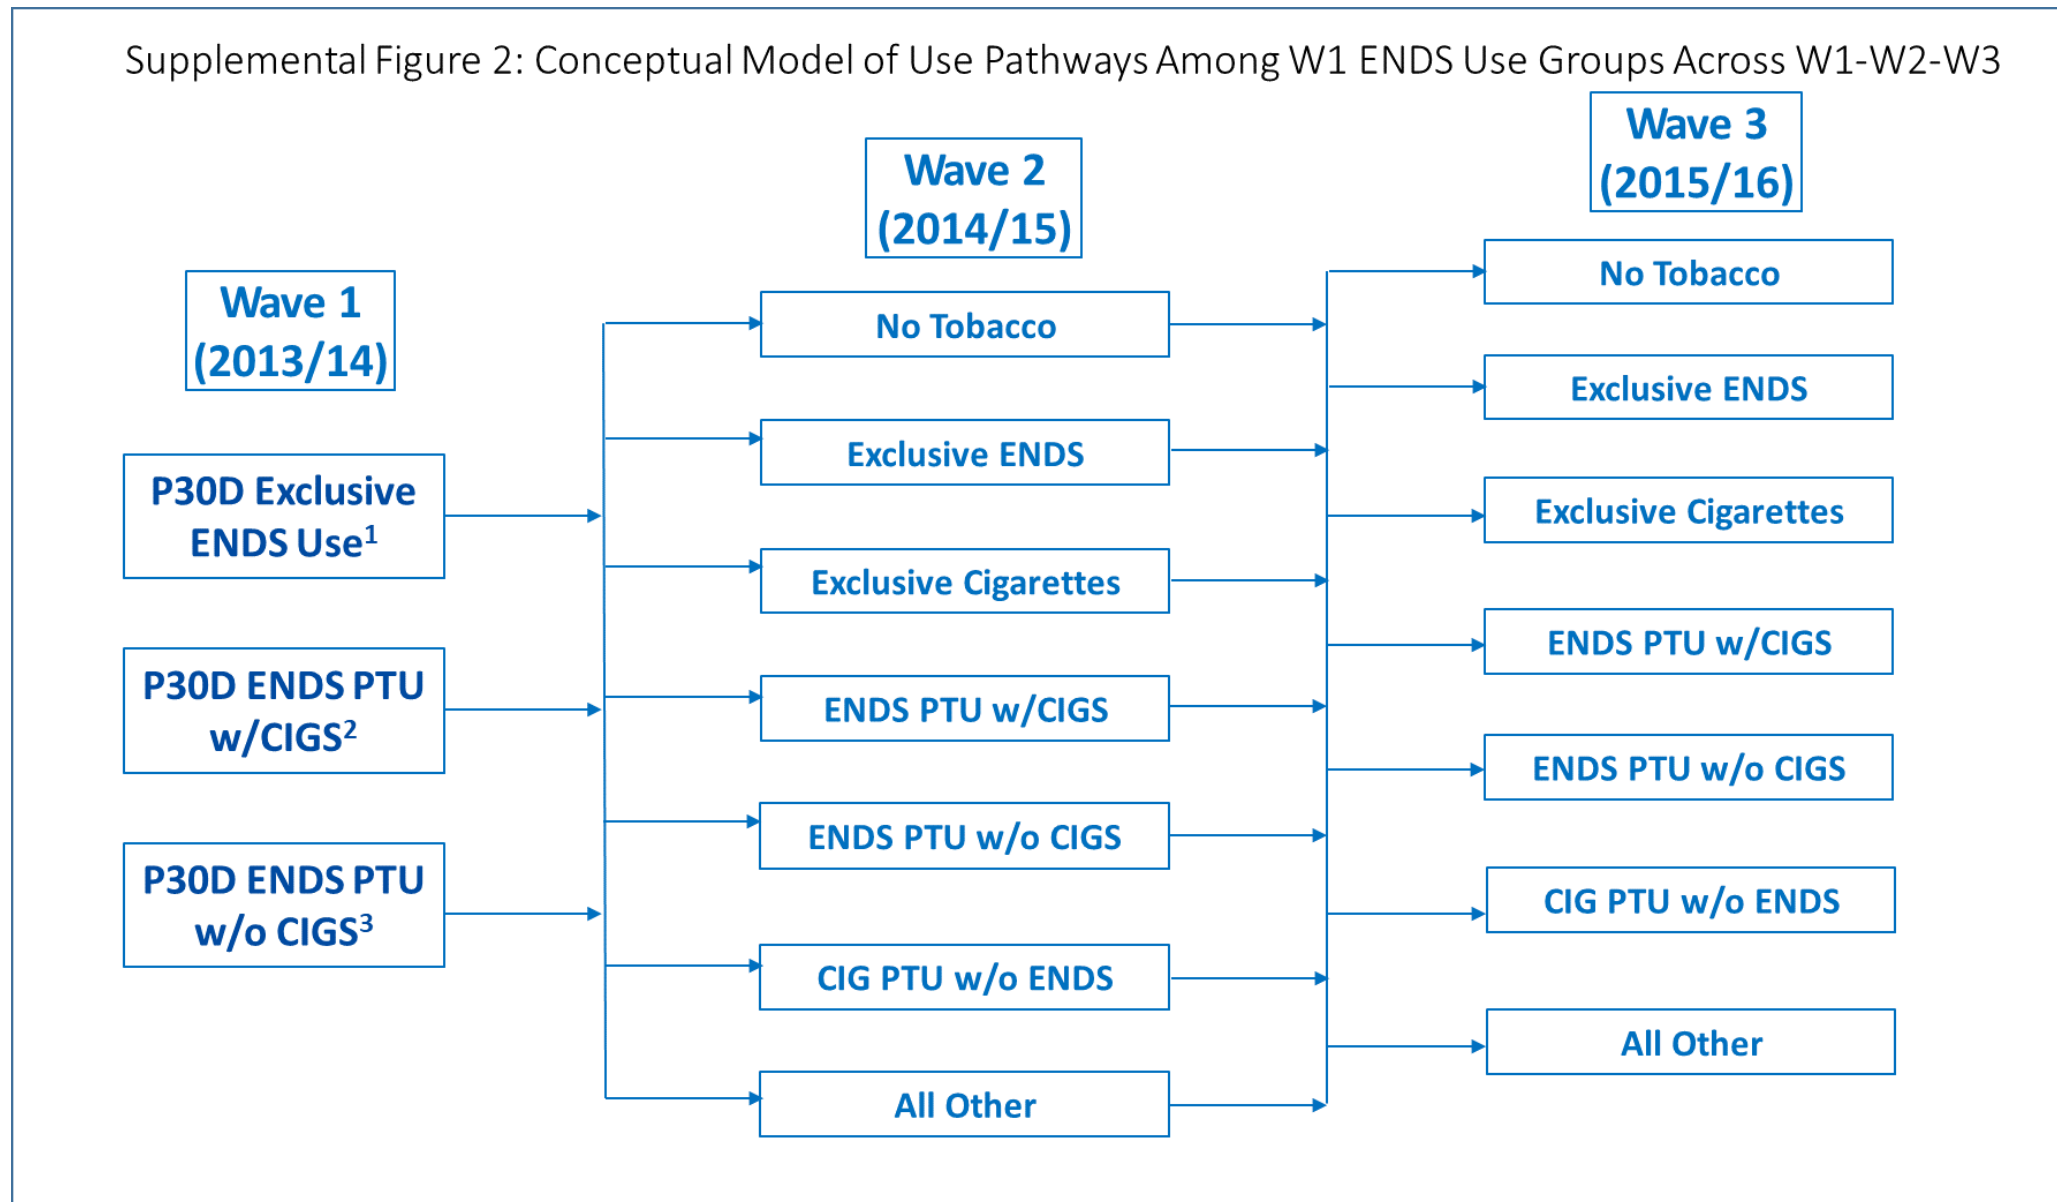 Supplemental Figure 2: Conceptual Model of Use Pathways Among W1 ENDS Use Groups Across W1-W2-W3
Wave 1
(2013/14)
P30D Exclusive
ENDS Use¹
P30D ENDS PTU
w/CIGS²
P30D ENDS PTU
w/o CIGS³
Wave 2
(2014/15)
No Tobacco
Exclusive ENDS
Exclusive Cigarettes
ENDS PTU w/CIGS
ENDS PTU w/o CIGS
CIG PTU w/o ENDS
All Other
Wave 3
(2015/16)
No Tobacco
Exclusive ENDS
Exclusive Cigarettes
ENDS PTU w/CIGS
ENDS PTU w/o CIGS
CIG PTU w/o ENDS
All Other